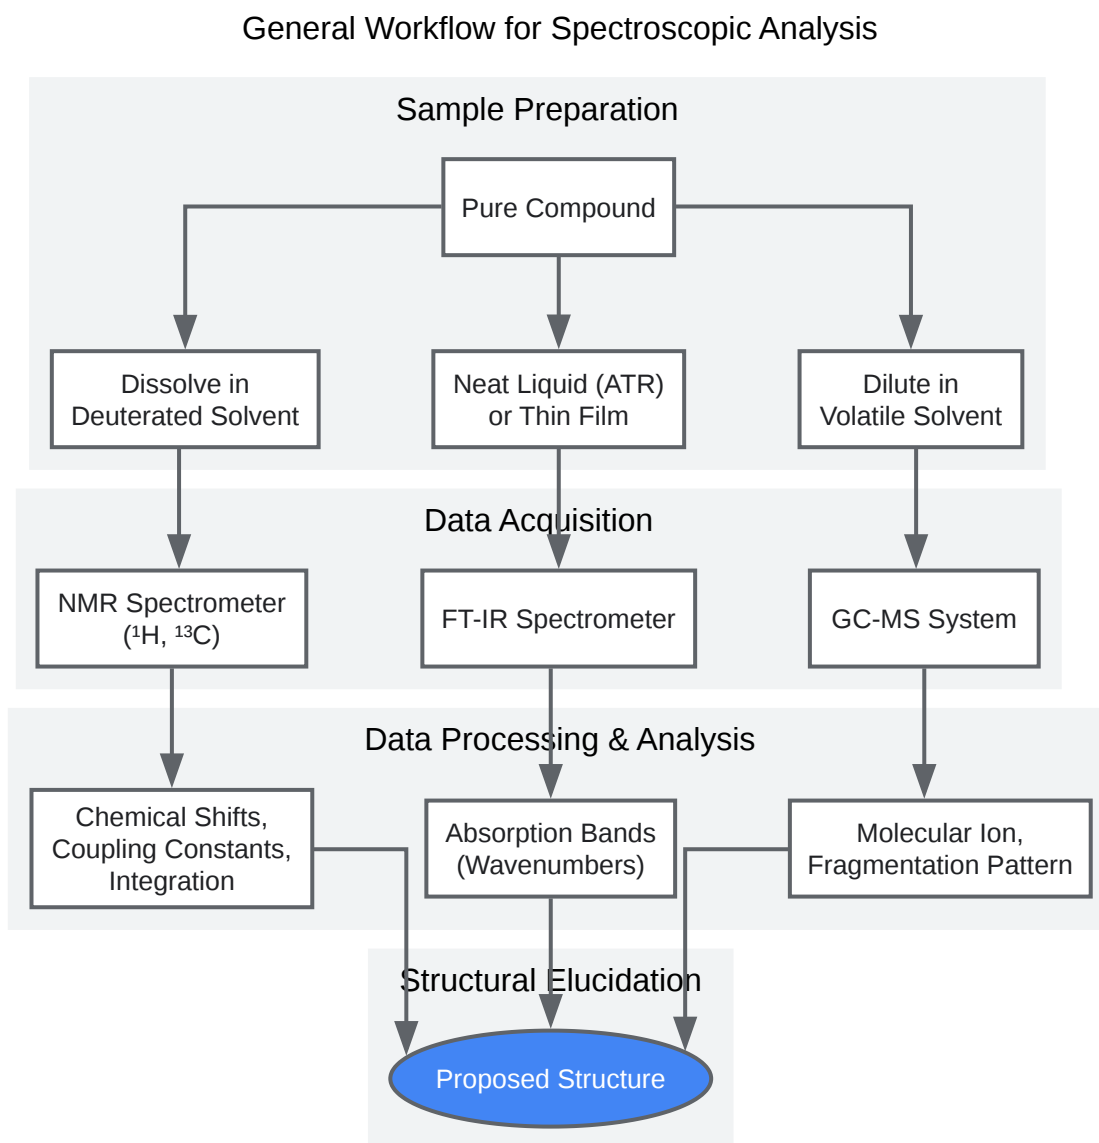 General Workflow for Spectroscopic Analysis
Sample Preparation
Pure Compound
Dissolve in
Deuterated Solvent
Neat Liquid (ATR)
or Thin Film
Dilute in
Volatile Solvent
Data Acquisition
NMR Spectrometer
(¹H, ¹³C)
FT-IR Spectrometer
GC-MS System
Data Processing & Analysis
Chemical Shifts,
Coupling Constants,
Integration
Absorption Bands
(Wavenumbers)
Molecular Ion,
Fragmentation Pattern
Structural Elucidation
Proposed Structure